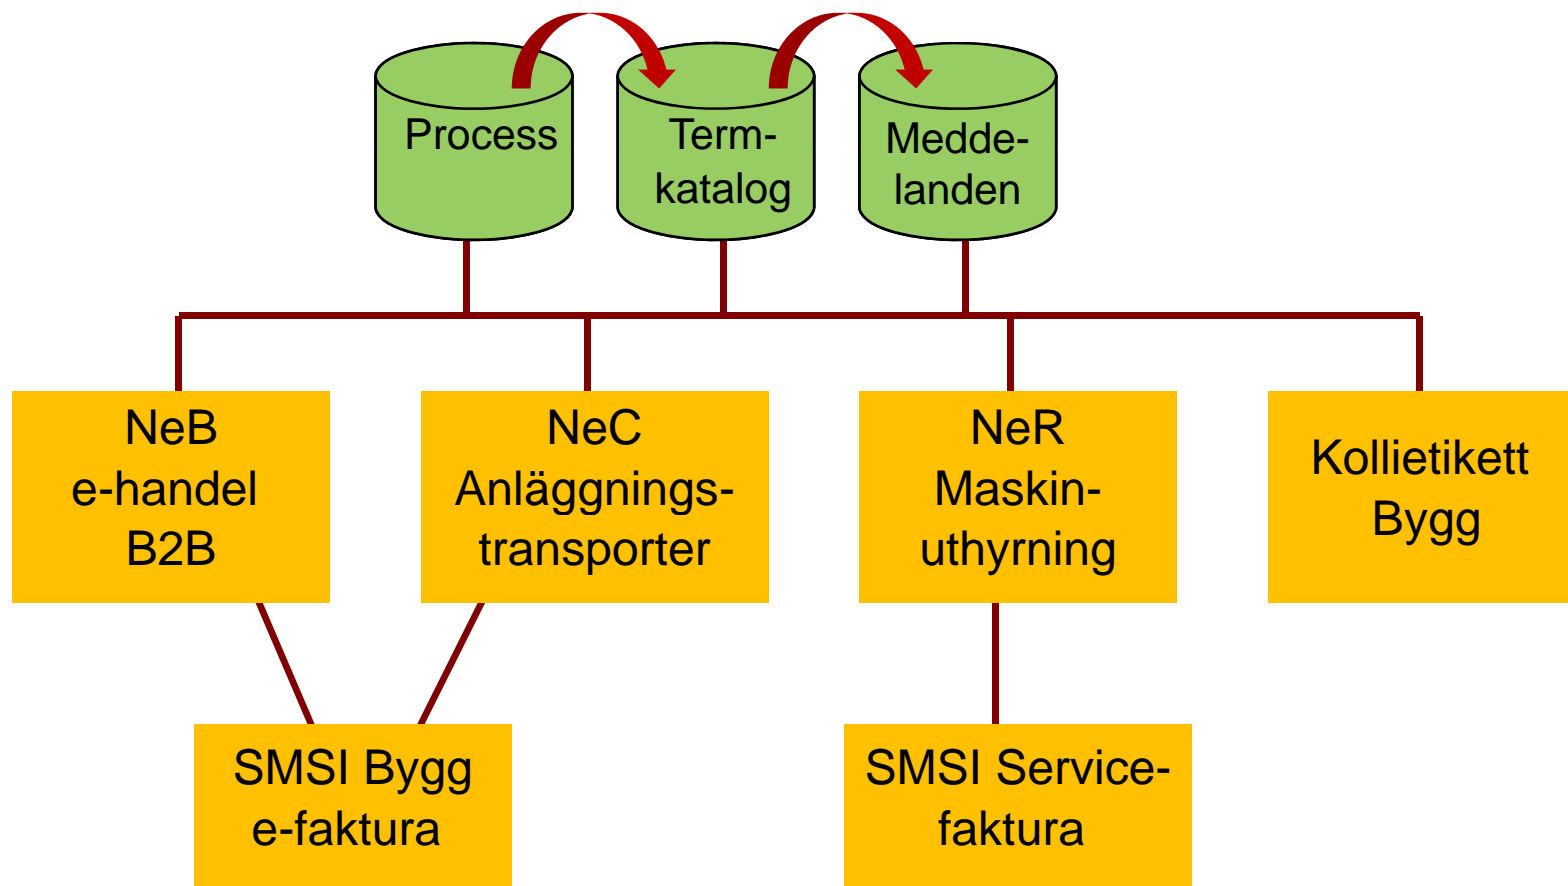 Process
Term-
katalog
Medde-
landen
NeB
e-handel
B2B
NeC
Anläggnings-
transporter
NeR
Maskin-
uthyrning
Kollietikett
Bygg
SMSI Bygg
e-faktura
SMSI Service-
faktura